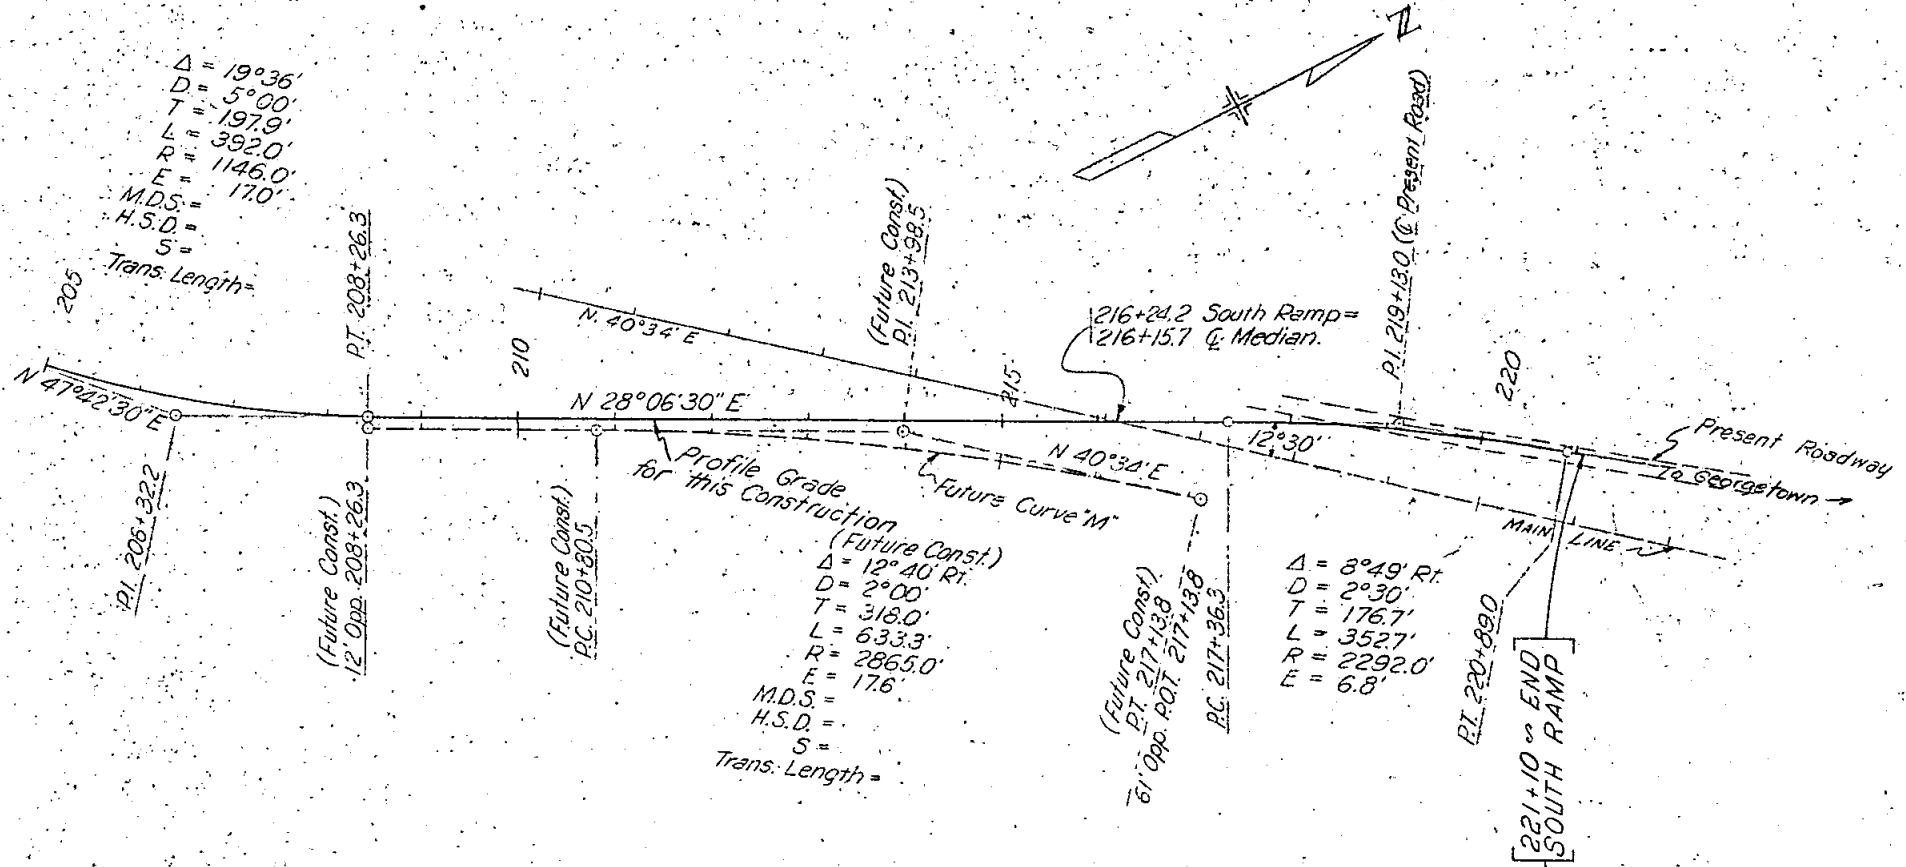 Δ = 19°36'
D = 5°00'
T = 197.9'
L = 392.0'
R = 1146.0'
E = 17.0'
M.D.S. =
H.S.D. =
S =
Trans. Length =
205
N 47°42'30" E
P.I. 206+32.2
P.T. 208+26.3
(Future Const.)
12' Opp. 208+26.3
210
N. 40°34' E
N 28°06'30" E
(Future Const.)
P.C. 210+80.5
Profile Grade
for this Construction
(Future Const.)
P.I. 213+98.5
215
216+24.2 South Ramp =
216+15.7 ℄ Median.
N 40°34' E
Future Curve "M"
(Future Const.)
Δ = 12°40' Rt.
D = 2°00'
T = 318.0'
L = 633.3'
R = 2865.0'
E = 17.6'
M.D.S. =
H.S.D. =
S =
Trans. Length =
(Future Const.)
P.T. 217+13.8
61' Opp. P.O.T. 217+13.8
P.C. 217+36.3
12°30'
N
P.I. 219+13.0 (℄ Present Road)
220
Present Roadway
To Georgetown →
MAIN LINE
Δ = 8°49' Rt.
D = 2°30'
T = 176.7'
L = 352.7'
R = 2292.0'
E = 6.8'
P.T. 220+89.0
221+10 ~ END
SOUTH RAMP